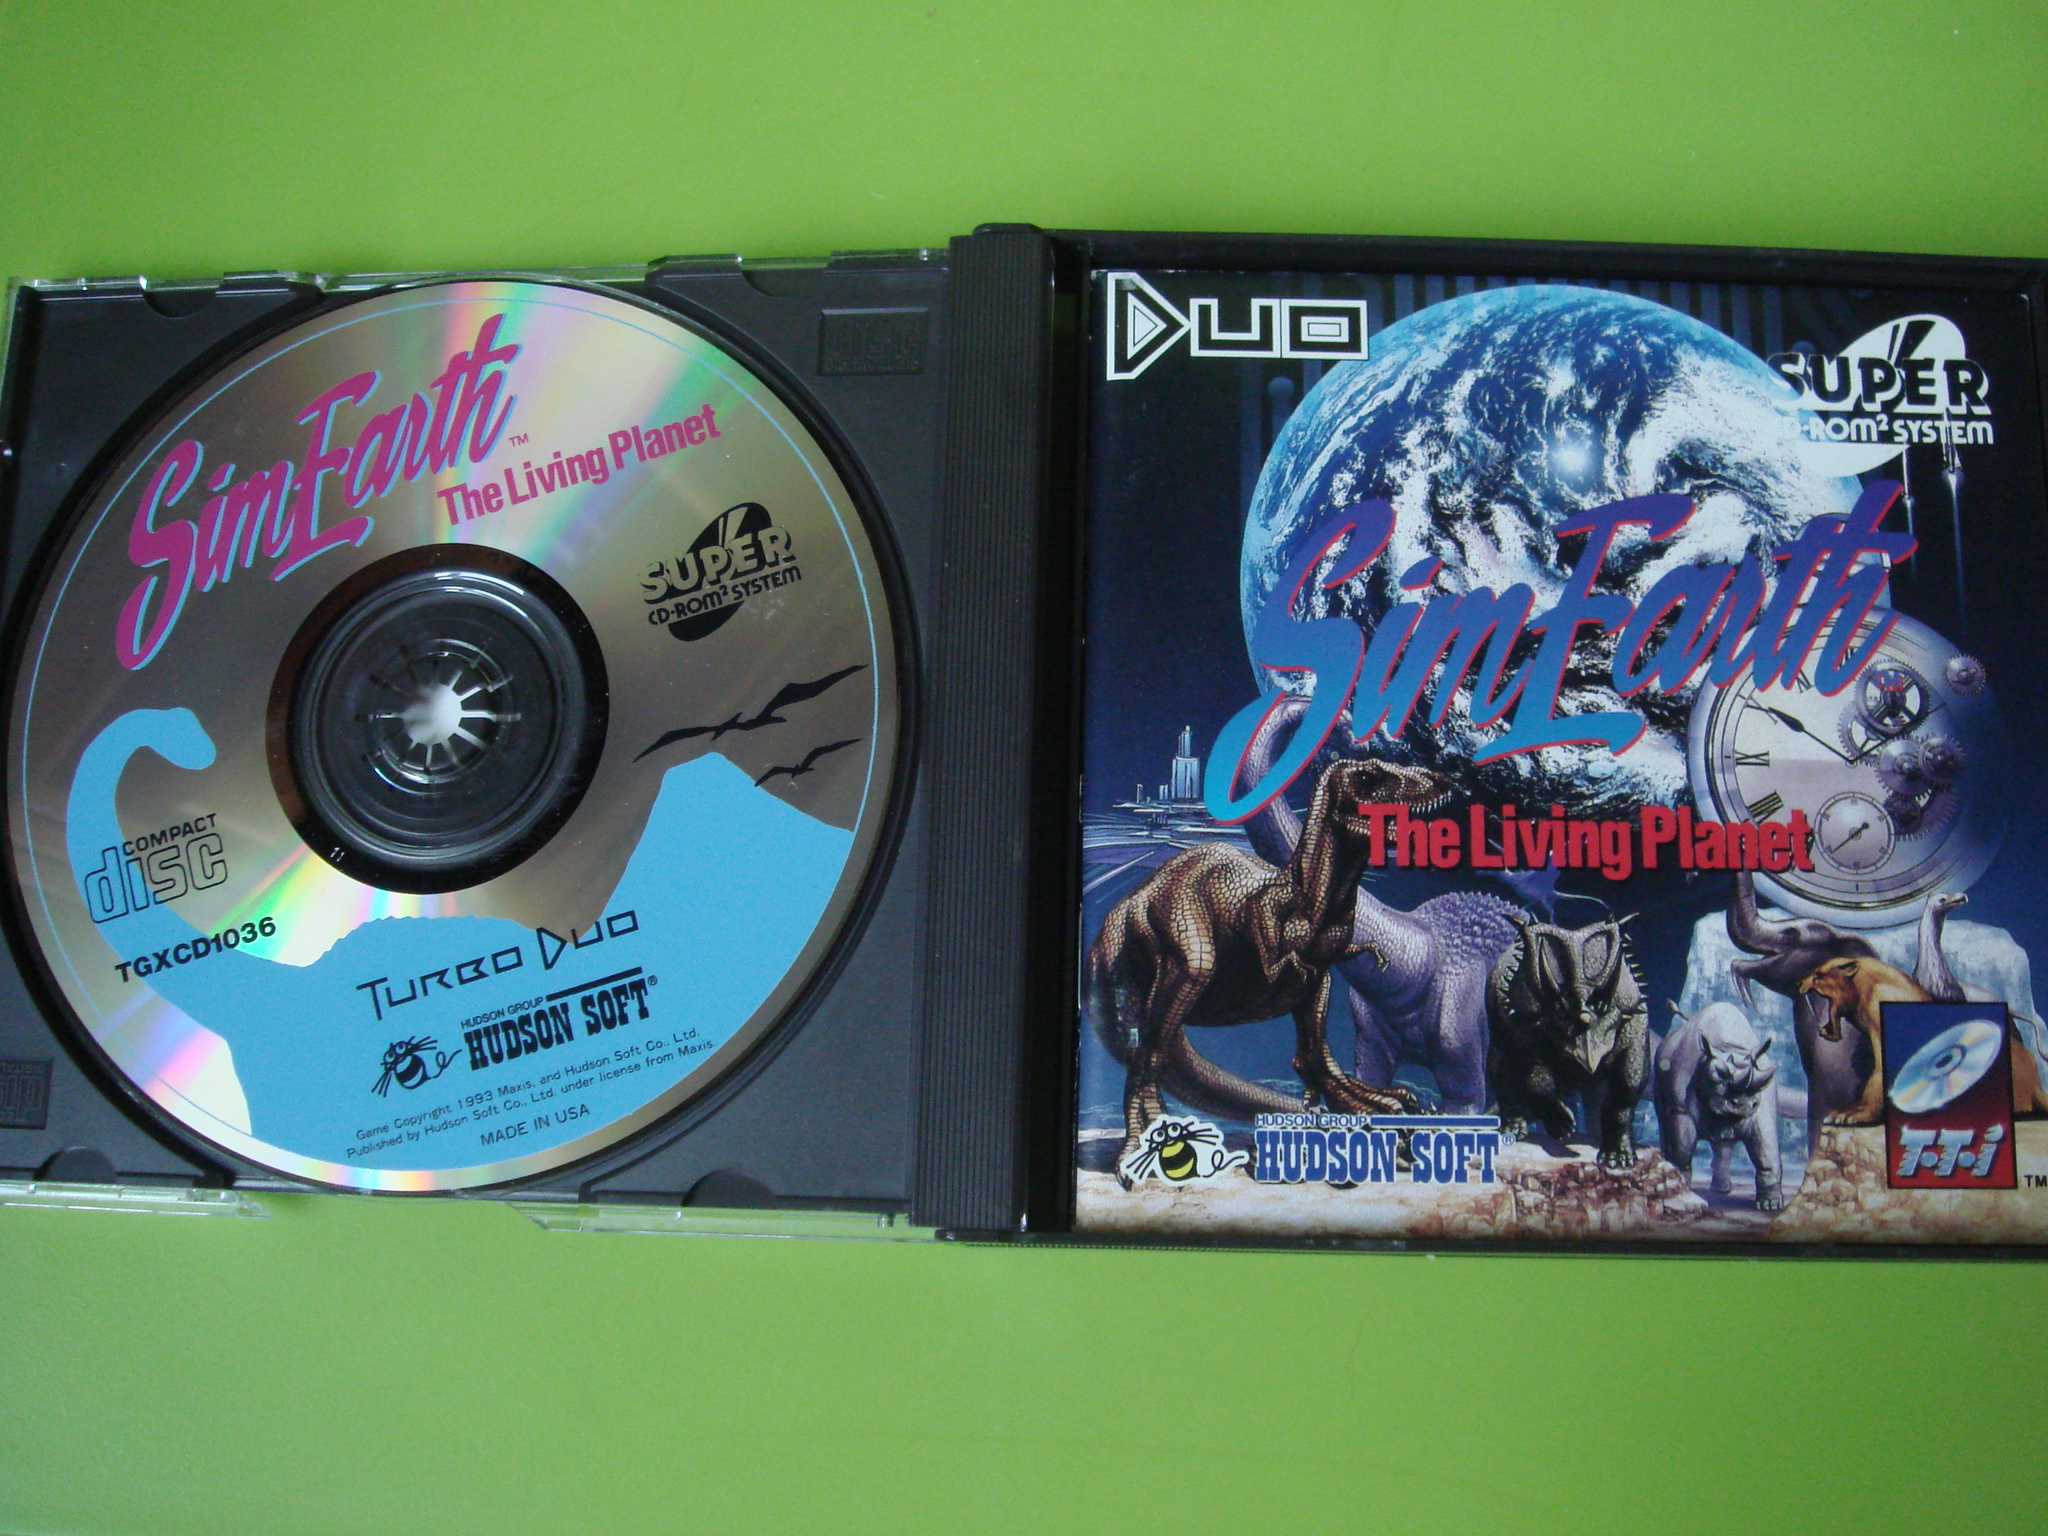 SimEarth™
The Living Planet
SUPER
CD-ROM² SYSTEM
COMPACT
disc
TGXCD1036
11
TURBO DUO
HUDSON GROUP
HUDSON SOFT®
Game Copyright 1993 Maxis, and Hudson Soft Co., Ltd.
Published by Hudson Soft Co., Ltd. under license from Maxis.
MADE IN USA
DUO
SUPER
CD-ROM² SYSTEM
SimEarth
TM
The Living Planet
HUDSON GROUP
HUDSON SOFT®
T·T·i
TM